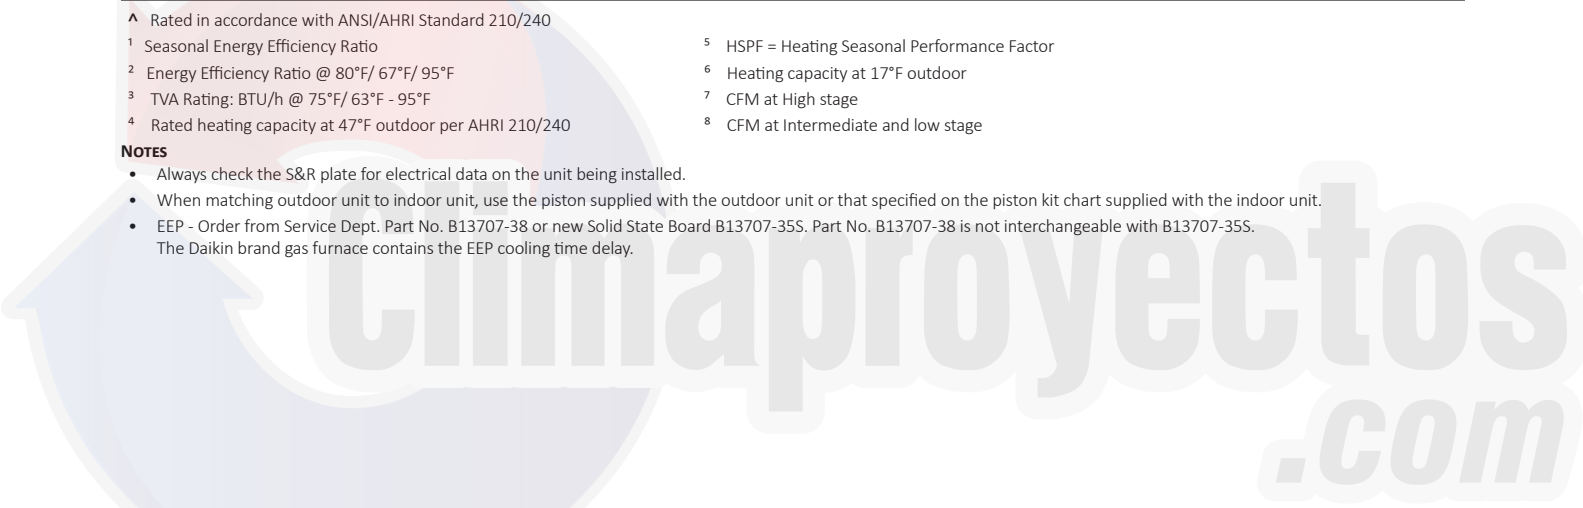 ^ Rated in accordance with ANSI/AHRI Standard 210/240
¹ Seasonal Energy Efficiency Ratio
² Energy Efficiency Ratio @ 80°F/ 67°F/ 95°F
³ TVA Rating: BTU/h @ 75°F/ 63°F - 95°F
⁴ Rated heating capacity at 47°F outdoor per AHRI 210/240
⁵ HSPF = Heating Seasonal Performance Factor
⁶ Heating capacity at 17°F outdoor
⁷ CFM at High stage
⁸ CFM at Intermediate and low stage
NOTES
• Always check the S&R plate for electrical data on the unit being installed.
• When matching outdoor unit to indoor unit, use the piston supplied with the outdoor unit or that specified on the piston kit chart supplied with the indoor unit.
• EEP - Order from Service Dept. Part No. B13707-38 or new Solid State Board B13707-35S. Part No. B13707-38 is not interchangeable with B13707-35S.
The Daikin brand gas furnace contains the EEP cooling time delay.
Climaproyectos
.com